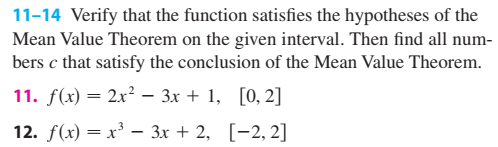 11–14 Verify that the function satisfies the hypotheses of the
Mean Value Theorem on the given interval. Then find all num-
bers c that satisfy the conclusion of the Mean Value Theorem.
11. f(x) = 2x² − 3x + 1, [0, 2]
12. f(x) = x³ − 3x + 2, [−2, 2]